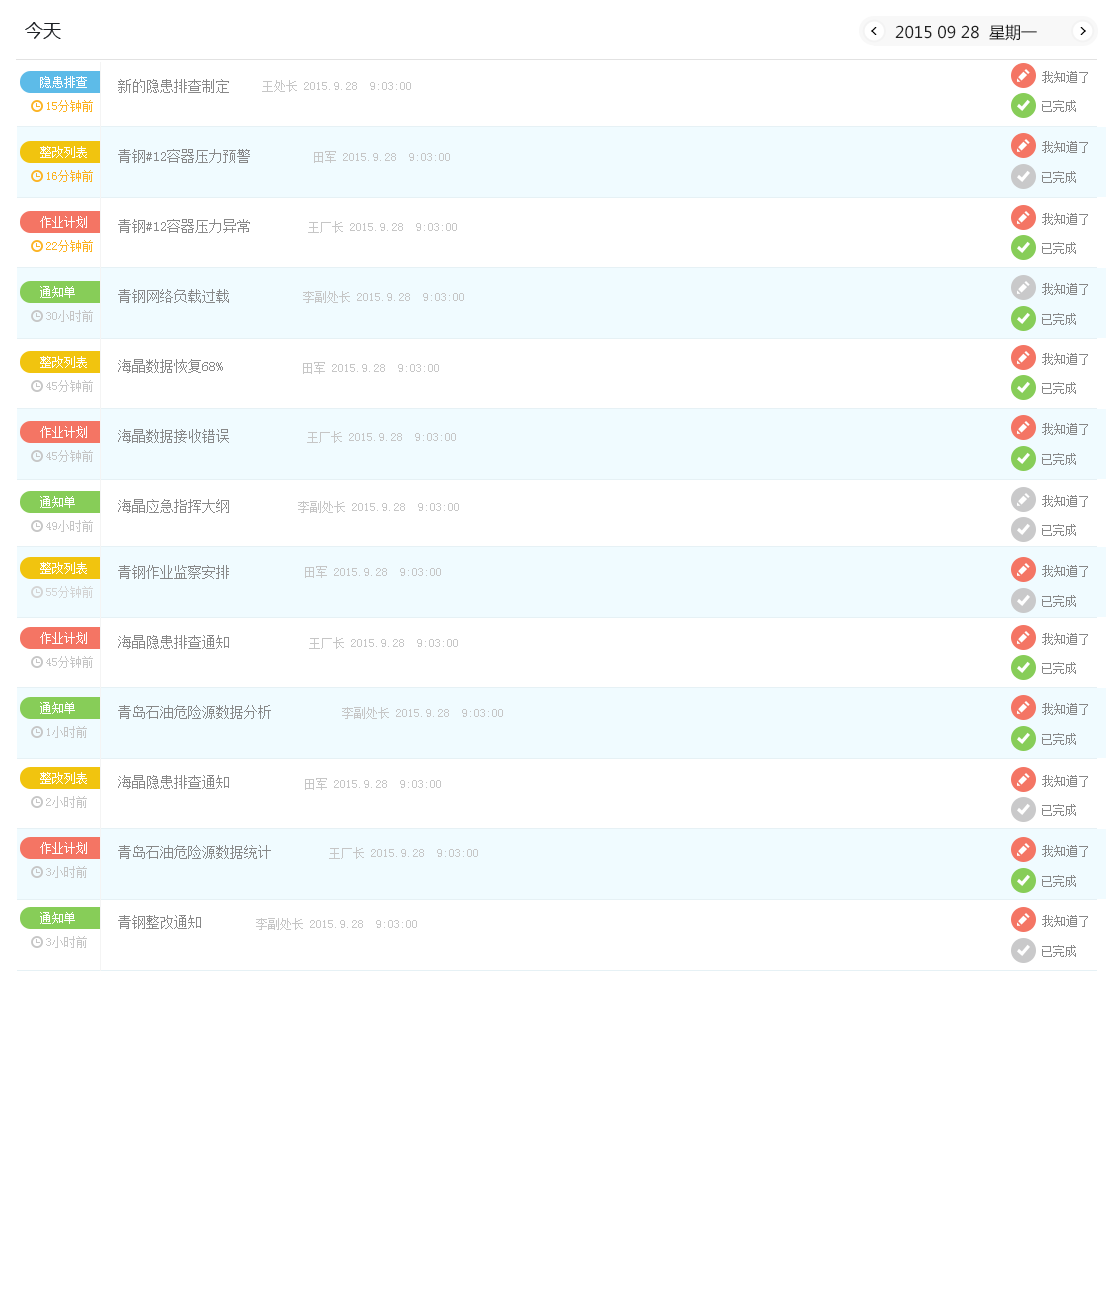 今天
2015 09 28 星期一
隐患排查 新的隐患排查制定 王处长 2015.9.28 9:03:00 我知道了
15分钟前 已完成
整改列表 青钢#12容器压力预警 田军 2015.9.28 9:03:00 我知道了
16分钟前 已完成
作业计划 青钢#12容器压力异常 王厂长 2015.9.28 9:03:00 我知道了
22分钟前 已完成
通知单 青钢网络负载过载 李副处长 2015.9.28 9:03:00 我知道了
30小时前 已完成
整改列表 海晶数据恢复68% 田军 2015.9.28 9:03:00 我知道了
45分钟前 已完成
作业计划 海晶数据接收错误 王厂长 2015.9.28 9:03:00 我知道了
45分钟前 已完成
通知单 海晶应急指挥大纲 李副处长 2015.9.28 9:03:00 我知道了
49小时前 已完成
整改列表 青钢作业监察安排 田军 2015.9.28 9:03:00 我知道了
55分钟前 已完成
作业计划 海晶隐患排查通知 王厂长 2015.9.28 9:03:00 我知道了
45分钟前 已完成
通知单 青岛石油危险源数据分析 李副处长 2015.9.28 9:03:00 我知道了
1小时前 已完成
整改列表 海晶隐患排查通知 田军 2015.9.28 9:03:00 我知道了
2小时前 已完成
作业计划 青岛石油危险源数据统计 王厂长 2015.9.28 9:03:00 我知道了
3小时前 已完成
通知单 青钢整改通知 李副处长 2015.9.28 9:03:00 我知道了
3小时前 已完成